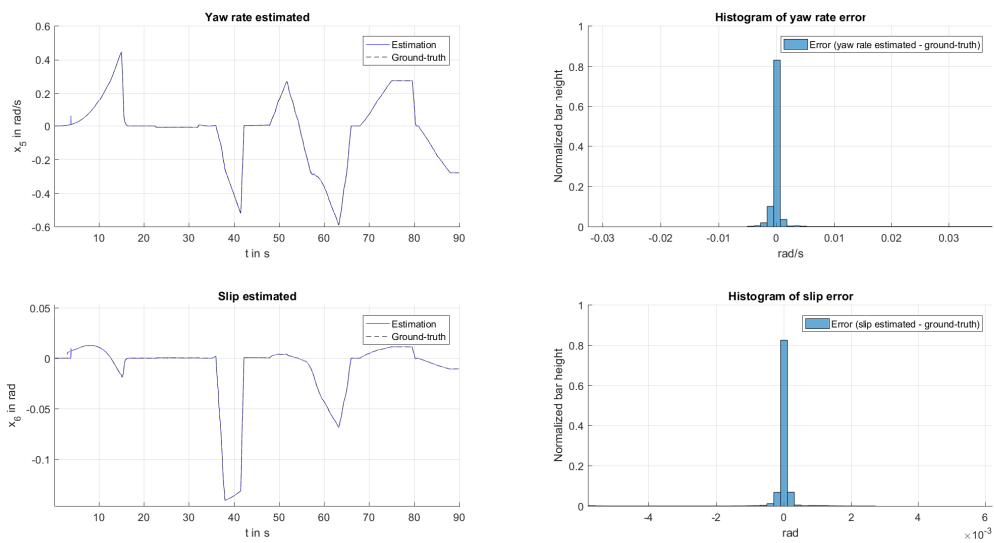 Yaw rate estimated
0.6
0.4
0.2
0
-0.2
-0.4
-0.6
x5 in rad/s
Estimation
Ground-truth
10 20 30 40 50 60 70 80 90
t in s
Histogram of yaw rate error
1
0.8
0.6
0.4
0.2
0
Normalized bar height
Error (yaw rate estimated - ground-truth)
-0.03 -0.02 -0.01 0 0.01 0.02 0.03
rad/s
Slip estimated
0.05
0
-0.05
-0.1
x6 in rad
Estimation
Ground-truth
10 20 30 40 50 60 70 80 90
t in s
Histogram of slip error
1
0.8
0.6
0.4
0.2
0
Normalized bar height
Error (slip estimated - ground-truth)
-4 -2 0 2 4 6
rad
×10-3